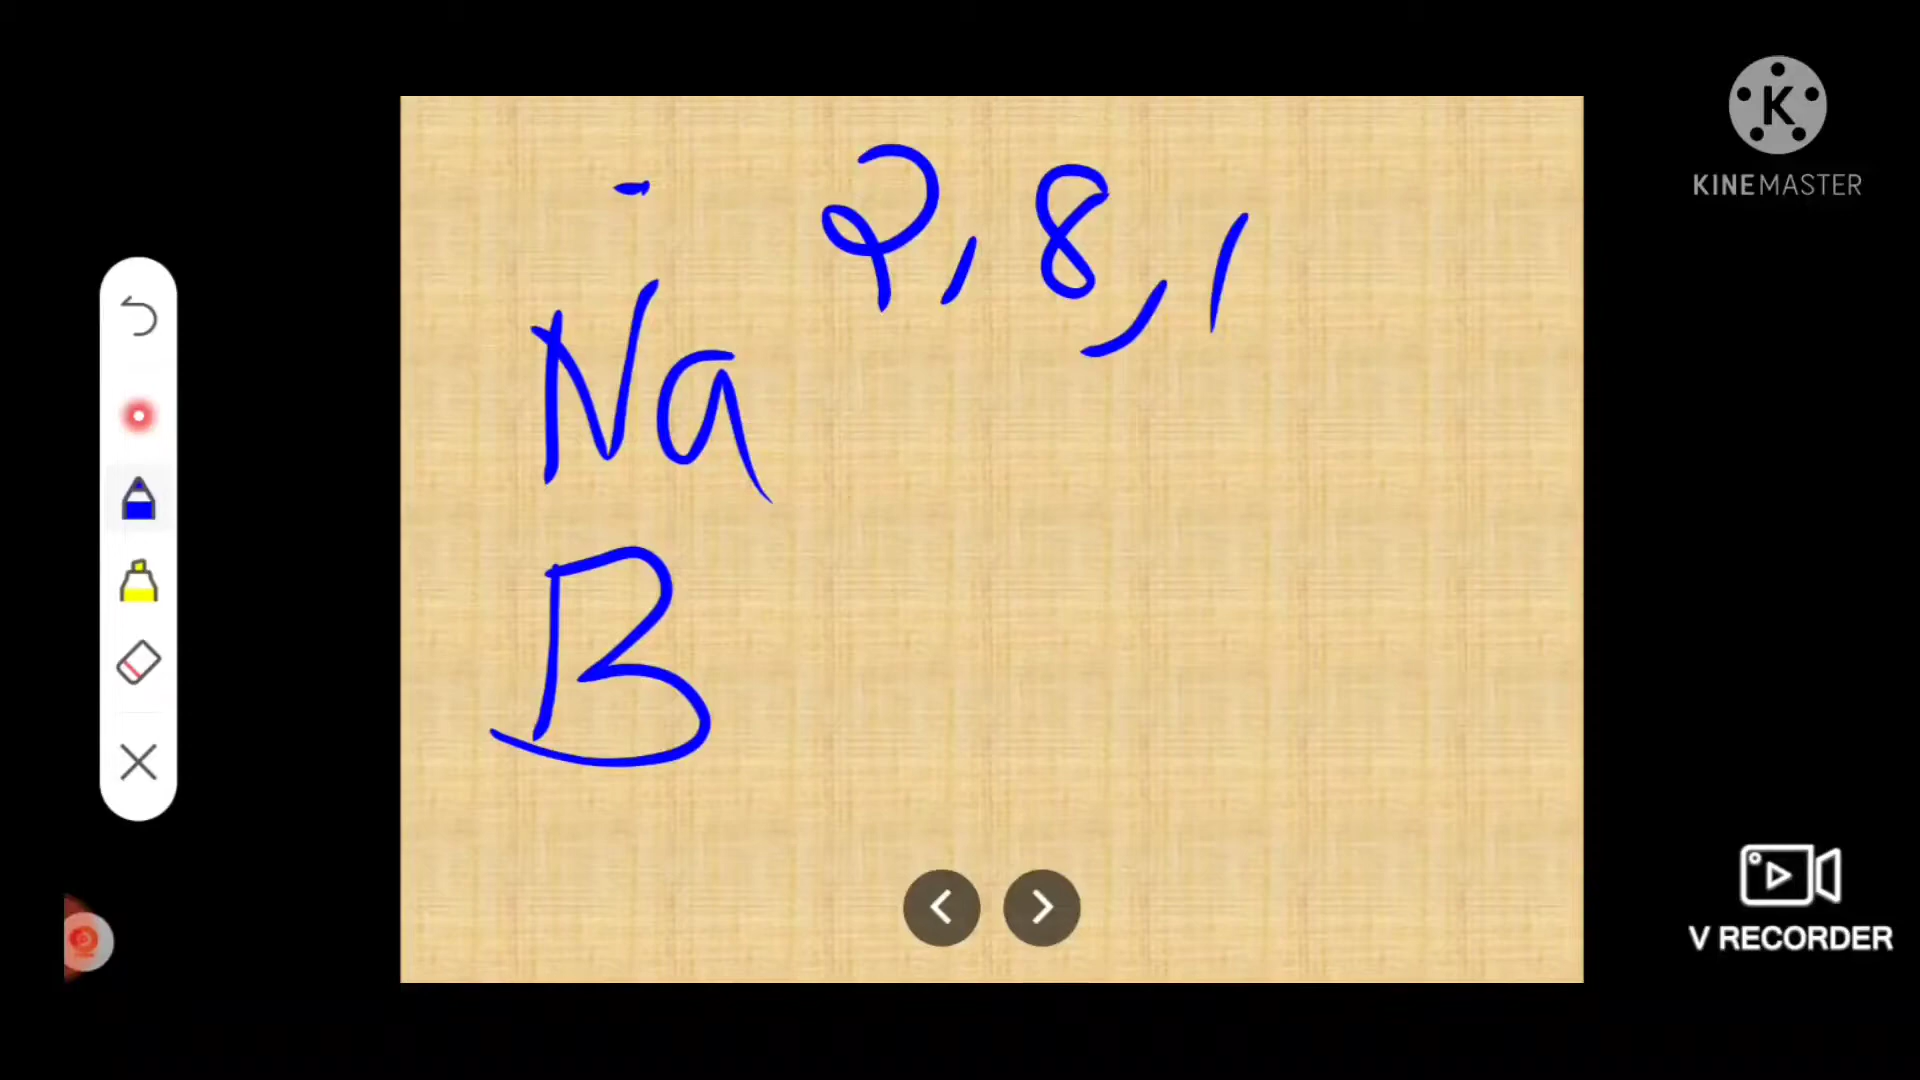 - 2, 8, 1
Na
B
K
KINEMASTER
V RECORDER